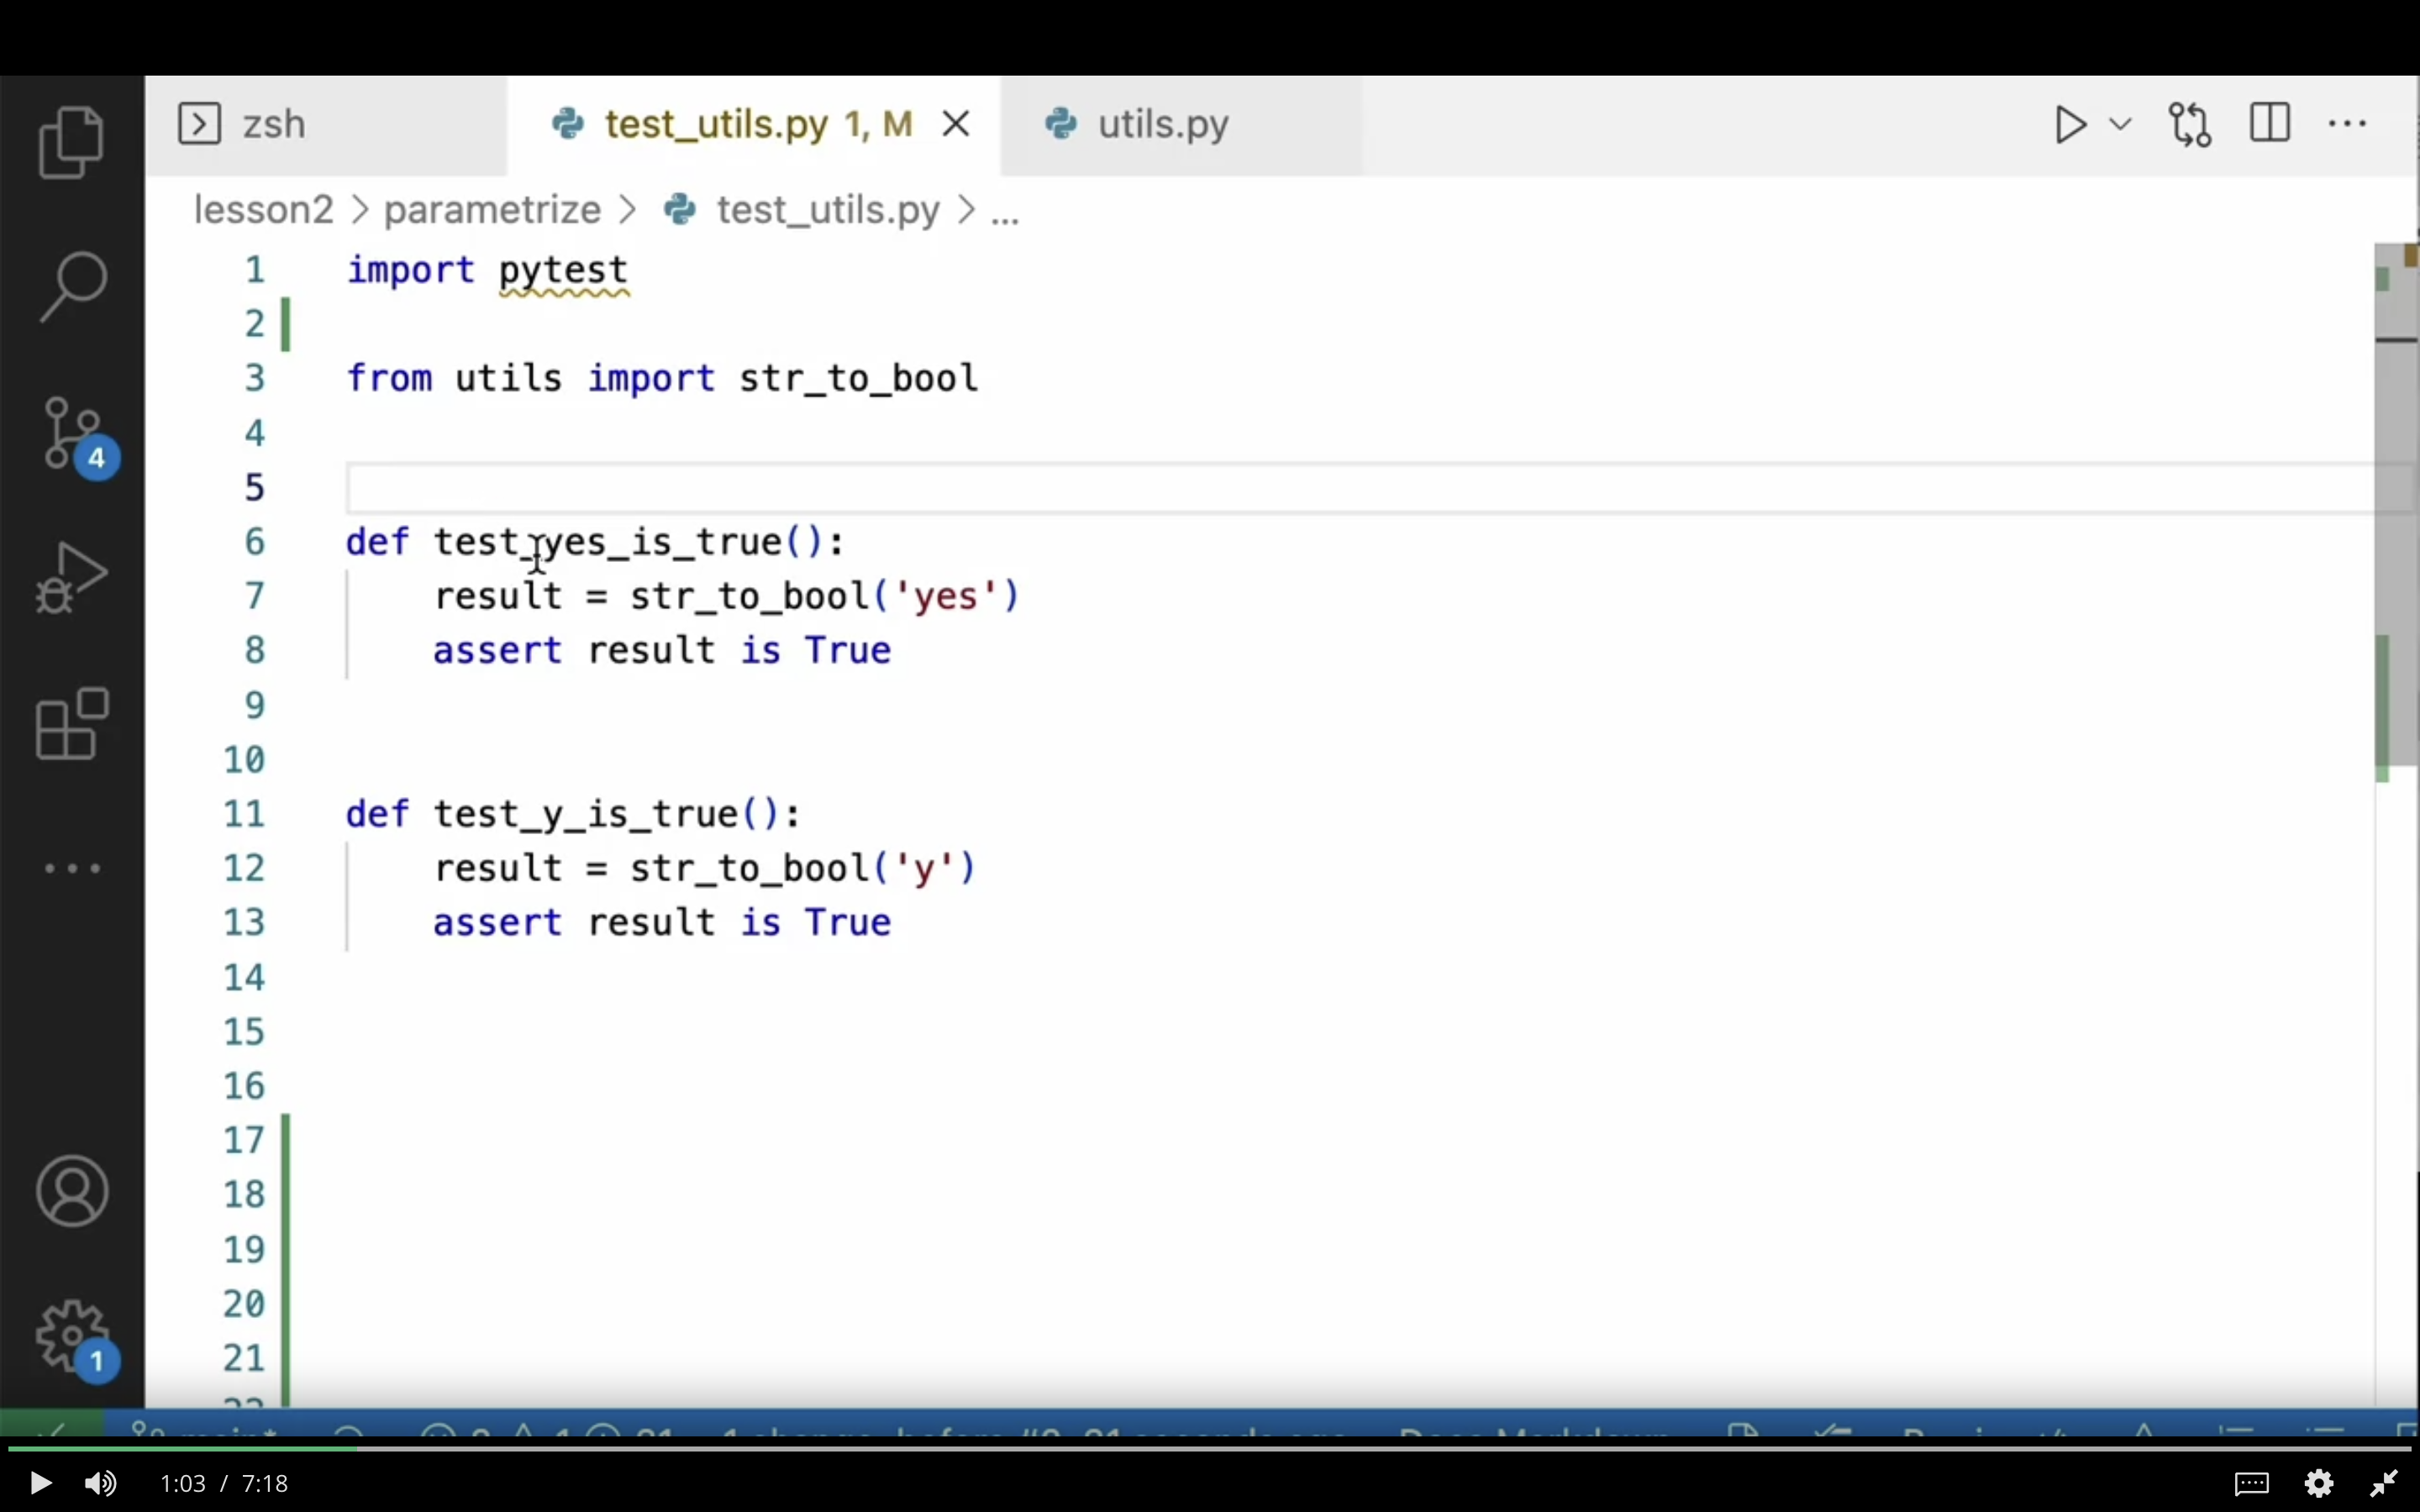 zsh
test_utils.py 1, M
utils.py
lesson2 > parametrize > test_utils.py > ...
1 import pytest
2
3 from utils import str_to_bool
4
4
5
6 def test_yes_is_true():
7 result = str_to_bool('yes')
8 assert result is True
9
10
11 def test_y_is_true():
12 result = str_to_bool('y')
13 assert result is True
14
15
16
17
18
19
20
21
1
1:03 / 7:18